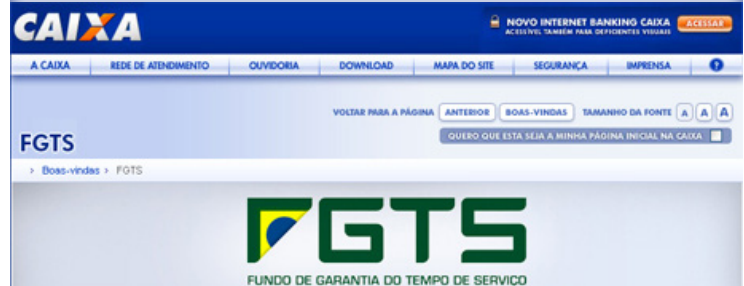 CAIXA
NOVO INTERNET BANKING CAIXA
ACESSÍVEL TAMBÉM PARA DEFICIENTES VISUAIS
ACESSAR
A CAIXA REDE DE ATENDIMENTO OUVIDORIA DOWNLOAD MAPA DO SITE SEGURANÇA IMPRENSA ?
VOLTAR PARA A PÁGINA ANTERIOR BOAS-VINDAS TAMANHO DA FONTE A A A
QUERO QUE ESTA SEJA A MINHA PÁGINA INICIAL NA CAIXA
FGTS
> Boas-vindas > FGTS
FGTS
FUNDO DE GARANTIA DO TEMPO DE SERVIÇO